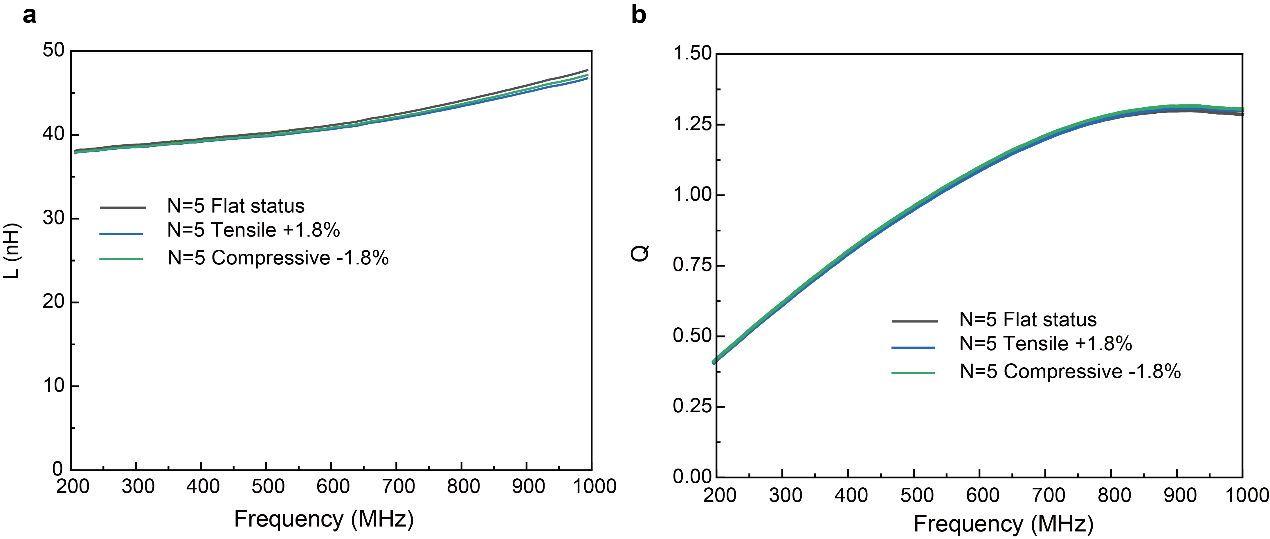 a
50
40
30
20
10
0
L (nH)
N=5 Flat status
N=5 Tensile +1.8%
N=5 Compressive -1.8%
200 300 400 500 600 700 800 900 1000
Frequency (MHz)
b
1.50
1.25
1.00
0.75
0.50
0.25
0.00
Q
N=5 Flat status
N=5 Tensile +1.8%
N=5 Compressive -1.8%
200 300 400 500 600 700 800 900 1000
Frequency (MHz)